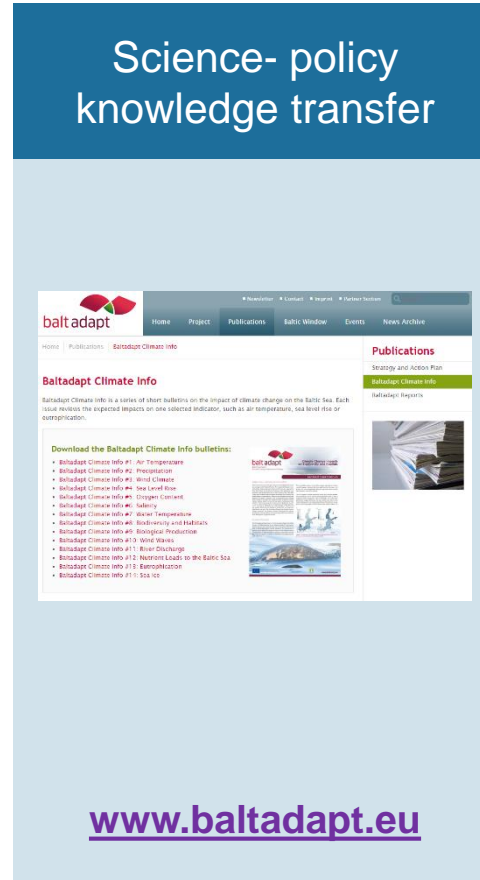 Science- policy
knowledge transfer
Newsletter Contact Imprint Partner Section
balt adapt
Home Project Publications Baltic Window Events News Archive
Home Publications Baltadapt Climate Info
Publications
Strategy and Action Plan
Baltadapt Climate Info
Baltadapt Reports
Baltadapt Climate Info
Baltadapt Climate Info is a series of short bulletins on the impact of climate change on the Baltic Sea. Each
issue reviews the expected impacts on one selected indicator, such as air temperature, sea level rise or
eutrophication.
Download the Baltadapt Climate Info bulletins:
Baltadapt Climate Info #1: Air Temperature
Baltadapt Climate Info #2: Precipitation
Baltadapt Climate Info #3: Wind Climate
Baltadapt Climate Info #4: Sea Level Rise
Baltadapt Climate Info #5: Oxygen Content
Baltadapt Climate Info #6: Salinity
Baltadapt Climate Info #7: Water Temperature
Baltadapt Climate Info #8: Biodiversity and Habitats
Baltadapt Climate Info #9: Biological Production
Baltadapt Climate Info #10: Wind Waves
Baltadapt Climate Info #11: River Discharge
Baltadapt Climate Info #12: Nutrient Loads to the Baltic Sea
Baltadapt Climate Info #13: Eutrophication
Baltadapt Climate Info #14: Sea Ice
balt adapt
www.baltadapt.eu